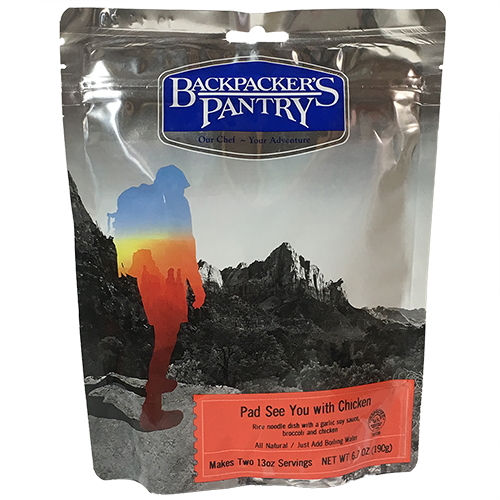 BACKPACKER'S
PANTRY
Our Chef ~ Your Adventure
Pad See You with Chicken
Rice noodle dish with a garlic soy sauce,
broccoli and chicken
All Natural / Just Add Boiling Water
Makes Two 13oz Servings NET WT 6.7 OZ (190g)